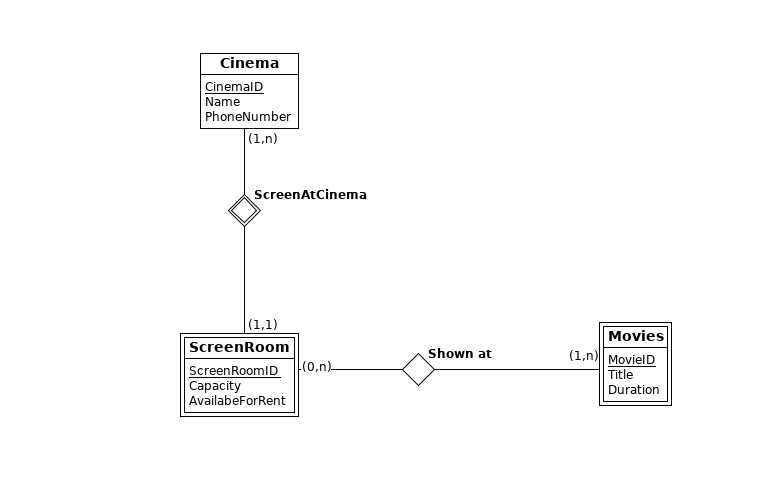 Cinema
CinemaID
Name
PhoneNumber
(1,n)
ScreenAtCinema
(1,1)
ScreenRoom
ScreenRoomID
Capacity
AvailabeForRent
(0,n)
Shown at
(1,n)
Movies
MovieID
Title
Duration